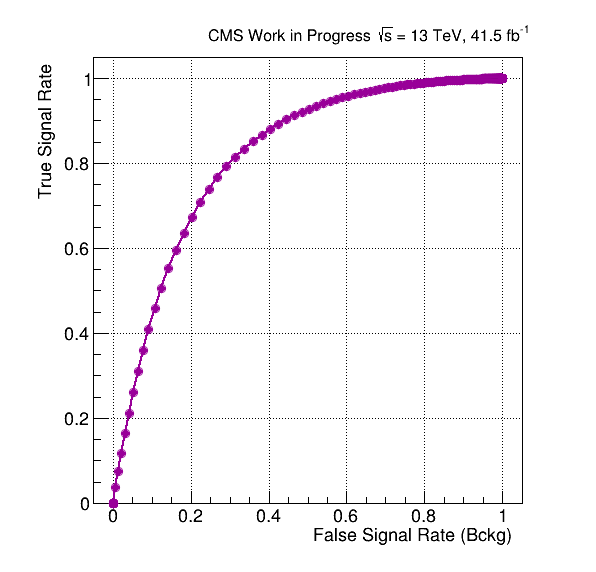 CMS Work in Progress √s = 13 TeV, 41.5 fb⁻¹
True Signal Rate
1
0.8
0.6
0.4
0.2
0
0 0.2 0.4 0.6 0.8 1
False Signal Rate (Bckg)